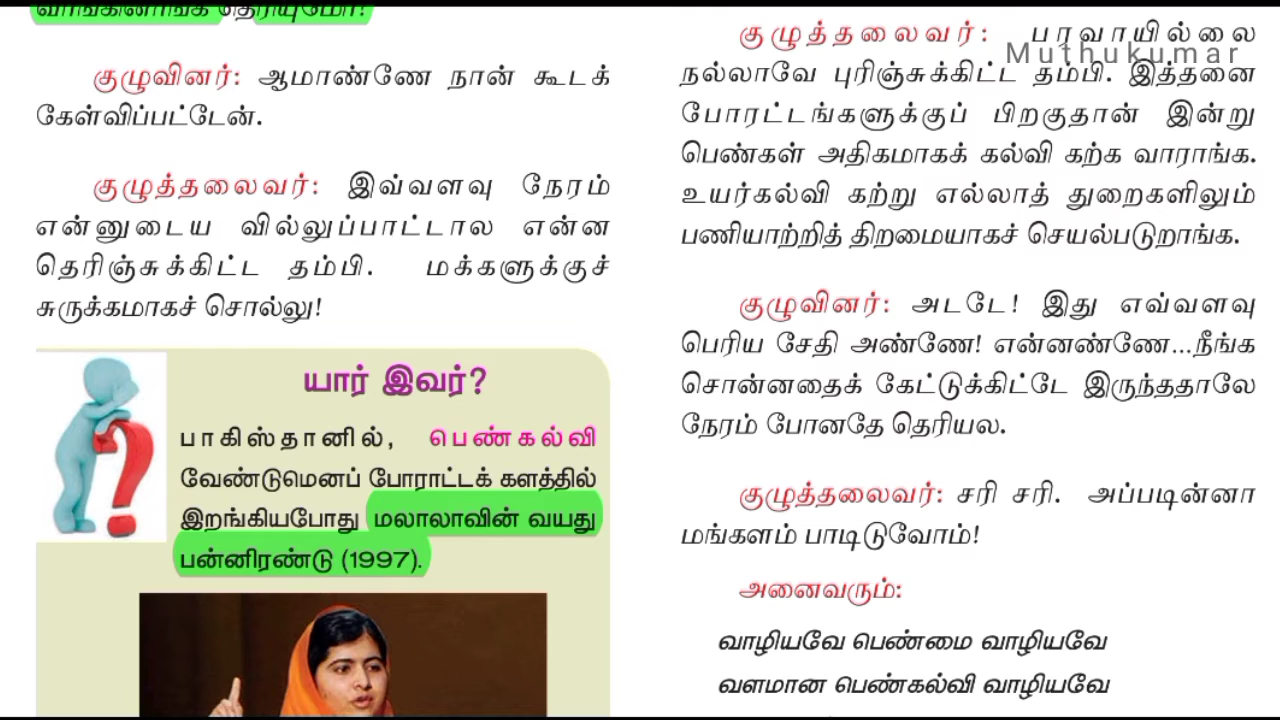 வாங்கினாங்க தெரியுமோ!
குழுவினர்: ஆமாண்ணே நான் கூடக்
கேள்விப்பட்டேன்.
குழுத்தலைவர்: இவ்வளவு நேரம்
என்னுடைய வில்லுப்பாட்டால என்ன
தெரிஞ்சுக்கிட்ட தம்பி. மக்களுக்குச்
சுருக்கமாகச் சொல்லு!
யார் இவர்?
பாகிஸ்தானில், பெண்கல்வி
வேண்டுமெனப் போராட்டக் களத்தில்
இறங்கியபோது மலாலாவின் வயது
பன்னிரண்டு (1997).
குழுத்தலைவர்: பரவாயில்லை
Muthukumar
நல்லாவே புரிஞ்சுக்கிட்ட தம்பி. இத்தனை
போரட்டங்களுக்குப் பிறகுதான் இன்று
பெண்கள் அதிகமாகக் கல்வி கற்க வாராங்க.
உயர்கல்வி கற்று எல்லாத் துறைகளிலும்
பணியாற்றித் திறமையாகச் செயல்படுறாங்க.
குழுவினர்: அடடே! இது எவ்வளவு
பெரிய சேதி அண்ணே! என்னண்ணே...நீங்க
சொன்னதைக் கேட்டுக்கிட்டே இருந்ததாலே
நேரம் போனதே தெரியல.
குழுத்தலைவர்: சரி சரி. அப்படின்னா
மங்களம் பாடிடுவோம்!
அனைவரும்:
வாழியவே பெண்மை வாழியவே
வளமான பெண்கல்வி வாழியவே